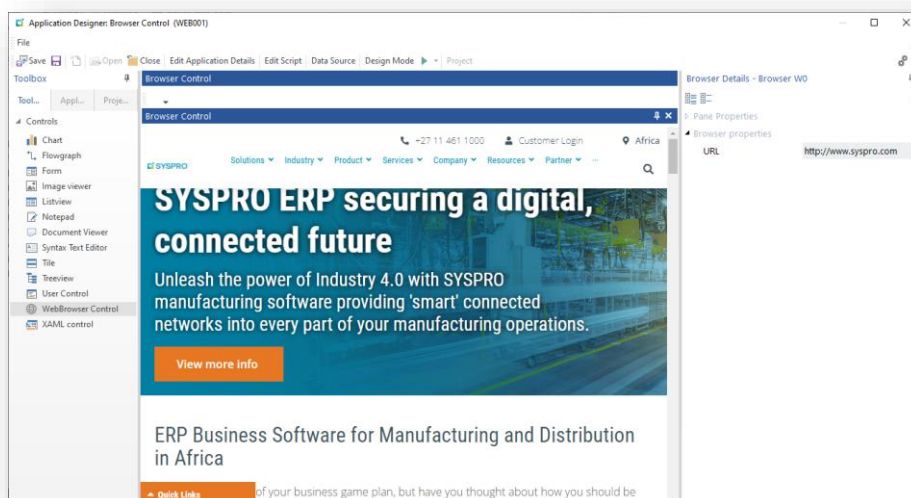 Application Designer: Browser Control (WEB001)
File
Save Open Close Edit Application Details Edit Script Data Source Design Mode Project
Toolbox
Tool... Appl... Proje...
Controls
Chart
Flowgraph
Form
Image viewer
Listview
Notepad
Document Viewer
Syntax Text Editor
Tile
Treeview
User Control
WebBrowser Control
XAML control
Browser Control
Browser Control
+27 11 461 1000 Customer Login Africa
SYSPRO Solutions Industry Product Services Company Resources Partner ...
SYSPRO ERP securing a digital,
connected future
Unleash the power of Industry 4.0 with SYSPRO
manufacturing software providing 'smart' connected
networks into every part of your manufacturing operations.
View more info
ERP Business Software for Manufacturing and Distribution
in Africa
Quick Links
of your business game plan, but have you thought about how you should be
Browser Details - Browser W0
Pane Properties
Browser properties
URL http://www.syspro.com